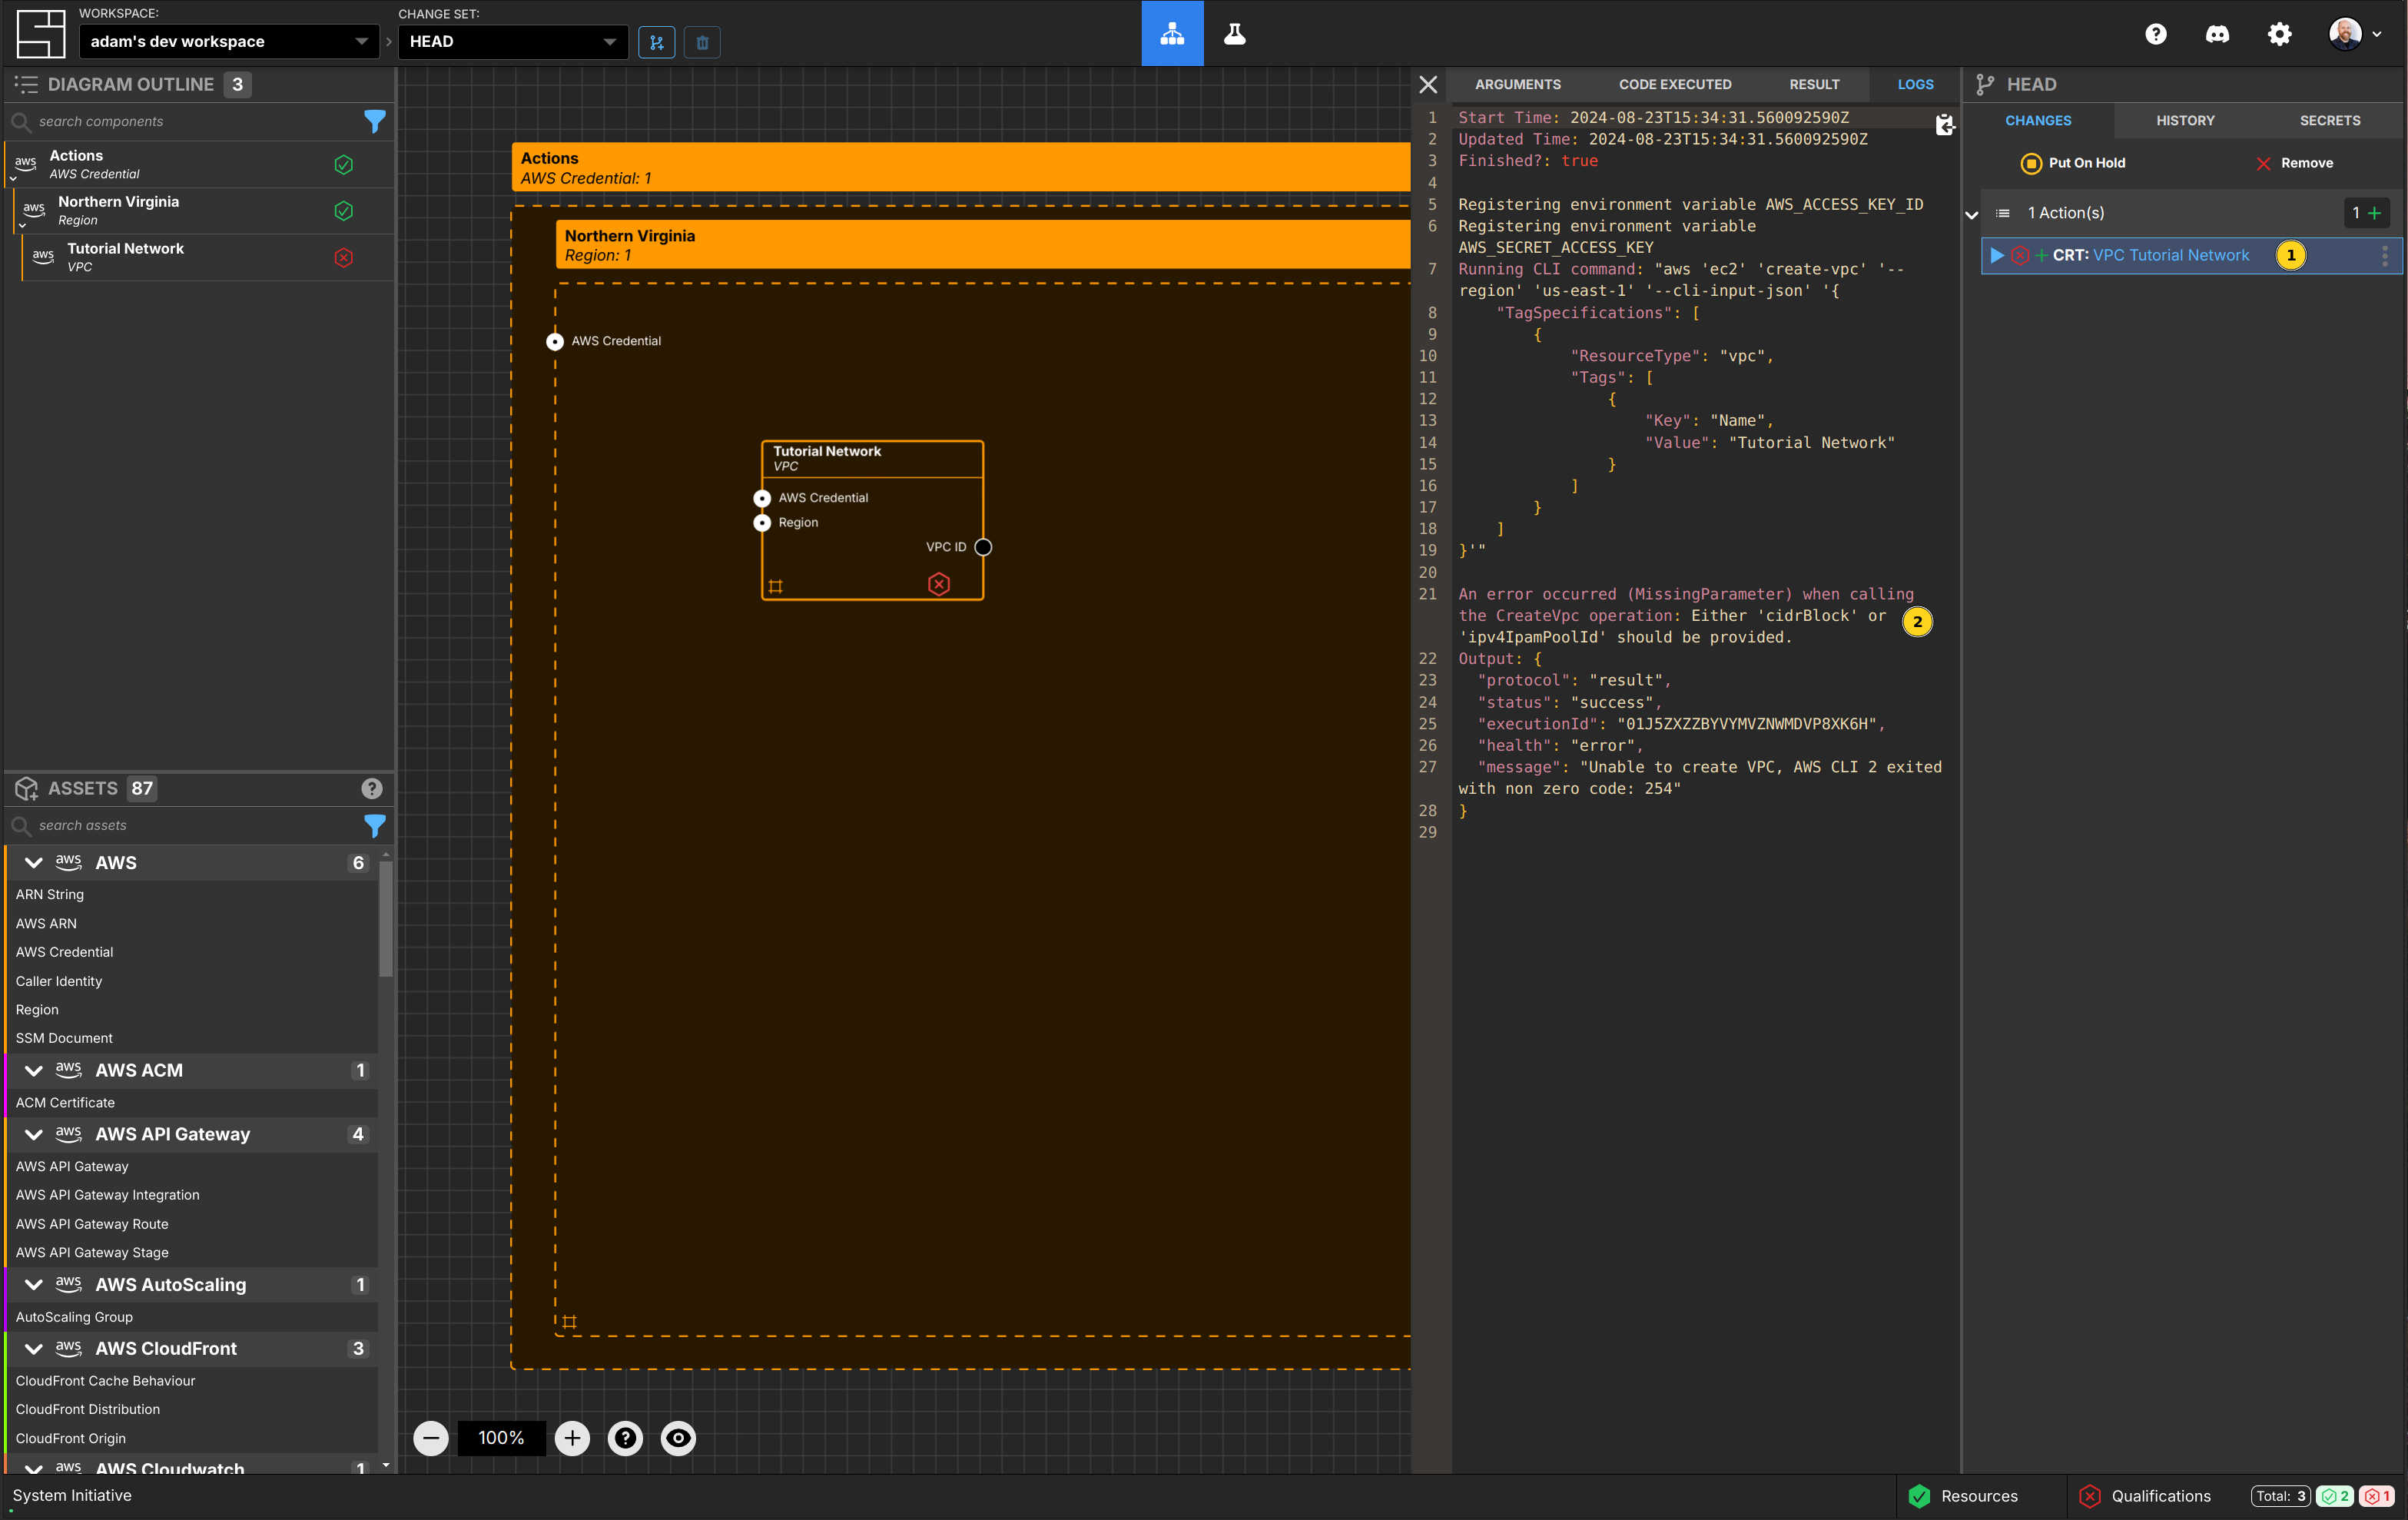 WORKSPACE:
adam's dev workspace
CHANGE SET:
HEAD
DIAGRAM OUTLINE 3
search components
aws
Actions
AWS Credential
aws
Northern Virginia
Region
aws
Tutorial Network
VPC
ASSETS 87
search assets
aws AWS 6
ARN String
AWS ARN
AWS Credential
Caller Identity
Region
SSM Document
aws AWS ACM 1
ACM Certificate
aws AWS API Gateway 4
AWS API Gateway
AWS API Gateway Integration
AWS API Gateway Route
AWS API Gateway Stage
aws AWS AutoScaling 1
AutoScaling Group
aws AWS CloudFront 3
CloudFront Cache Behaviour
CloudFront Distribution
CloudFront Origin
aws AWS Cloudwatch 1
Actions
AWS Credential: 1
Northern Virginia
Region: 1
AWS Credential
Tutorial Network
VPC
AWS Credential
Region
VPC ID
100%
ARGUMENTS CODE EXECUTED RESULT LOGS
1 Start Time: 2024-08-23T15:34:31.560092590Z
2 Updated Time: 2024-08-23T15:34:31.560092590Z
3 Finished?: true
4
5 Registering environment variable AWS_ACCESS_KEY_ID
6 Registering environment variable
AWS_SECRET_ACCESS_KEY
7 Running CLI command: "aws 'ec2' 'create-vpc' '--
region' 'us-east-1' '--cli-input-json' '{
8 "TagSpecifications": [
9 {
10 "ResourceType": "vpc",
11 "Tags": [
12 {
13 "Key": "Name",
14 "Value": "Tutorial Network"
15 }
16 ]
17 }
18 ]
19 }'"
20
21 An error occurred (MissingParameter) when calling
the CreateVpc operation: Either 'cidrBlock' or
'ipv4IpamPoolId' should be provided.
2
22 Output: {
23 "protocol": "result",
24 "status": "success",
25 "executionId": "01J5ZXZZBYVYMVZNWMDVP8XK6H",
26 "health": "error",
27 "message": "Unable to create VPC, AWS CLI 2 exited
with non zero code: 254"
28 }
29
HEAD
CHANGES HISTORY SECRETS
Put On Hold Remove
1 Action(s) 1 +
+ CRT: VPC Tutorial Network 1
System Initiative
Resources
Qualifications
Total: 3 2 1